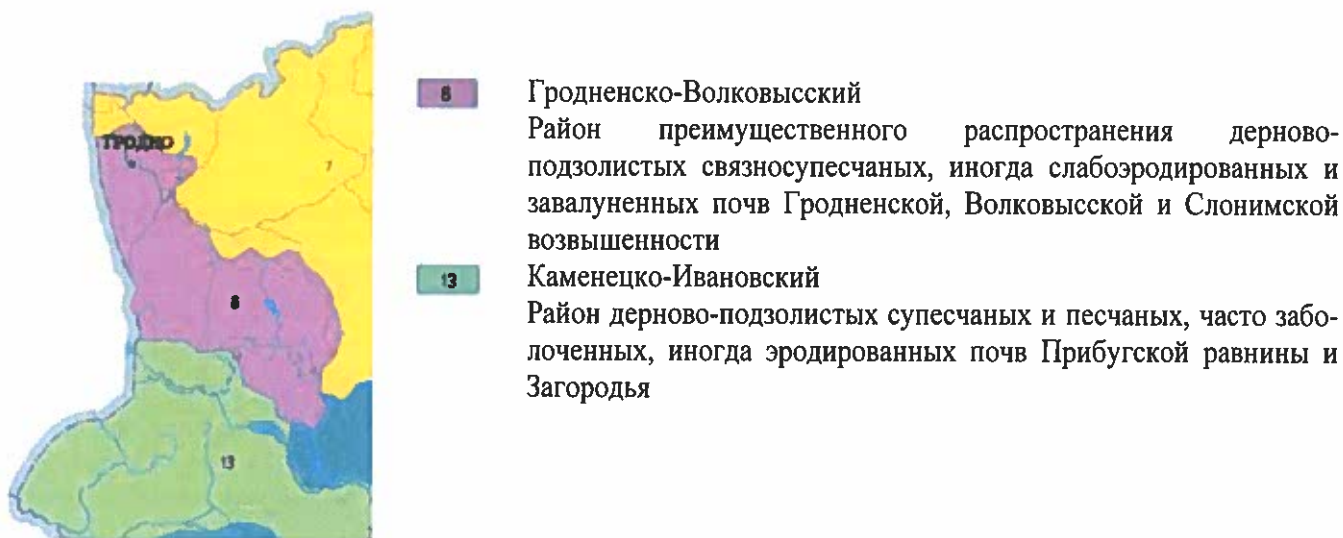 ГРОДНО
7
8
13
8
Гродненско-Волковысский
Район преимущественного распространения дерново-
подзолистых связносупесчаных, иногда слабоэродированных и
завалуненных почв Гродненской, Волковысской и Слонимской
возвышенности
13
Каменецко-Ивановский
Район дерново-подзолистых супесчаных и песчаных, часто забо-
лоченных, иногда эродированных почв Прибугской равнины и
Загородья